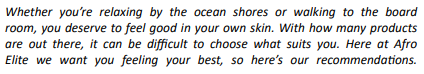 Whether you're relaxing by the ocean shores or walking to the board
room, you deserve to feel good in your own skin. With how many products
are out there, it can be difficult to choose what suits you. Here at Afro
Elite we want you feeling your best, so here's our recommendations.